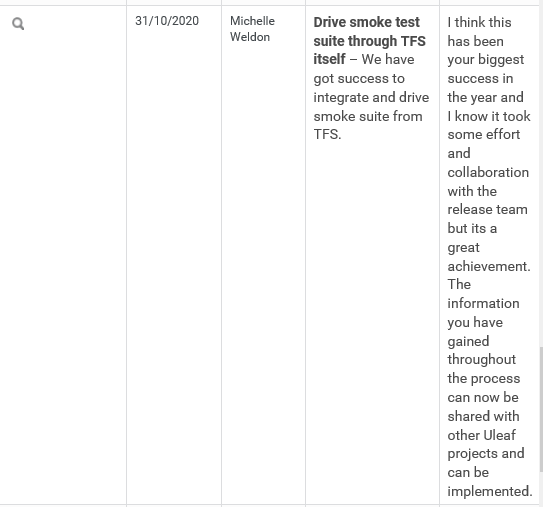 31/10/2020
Michelle
Weldon
Drive smoke test
suite through TFS
itself – We have
got success to
integrate and drive
smoke suite from
TFS.
I think this
has been
your biggest
success in
the year and
I know it took
some effort
and
collaboration
with the
release team
but its a
great
achievement.
The
information
you have
gained
throughout
the process
can now be
shared with
other Uleaf
projects and
can be
implemented.